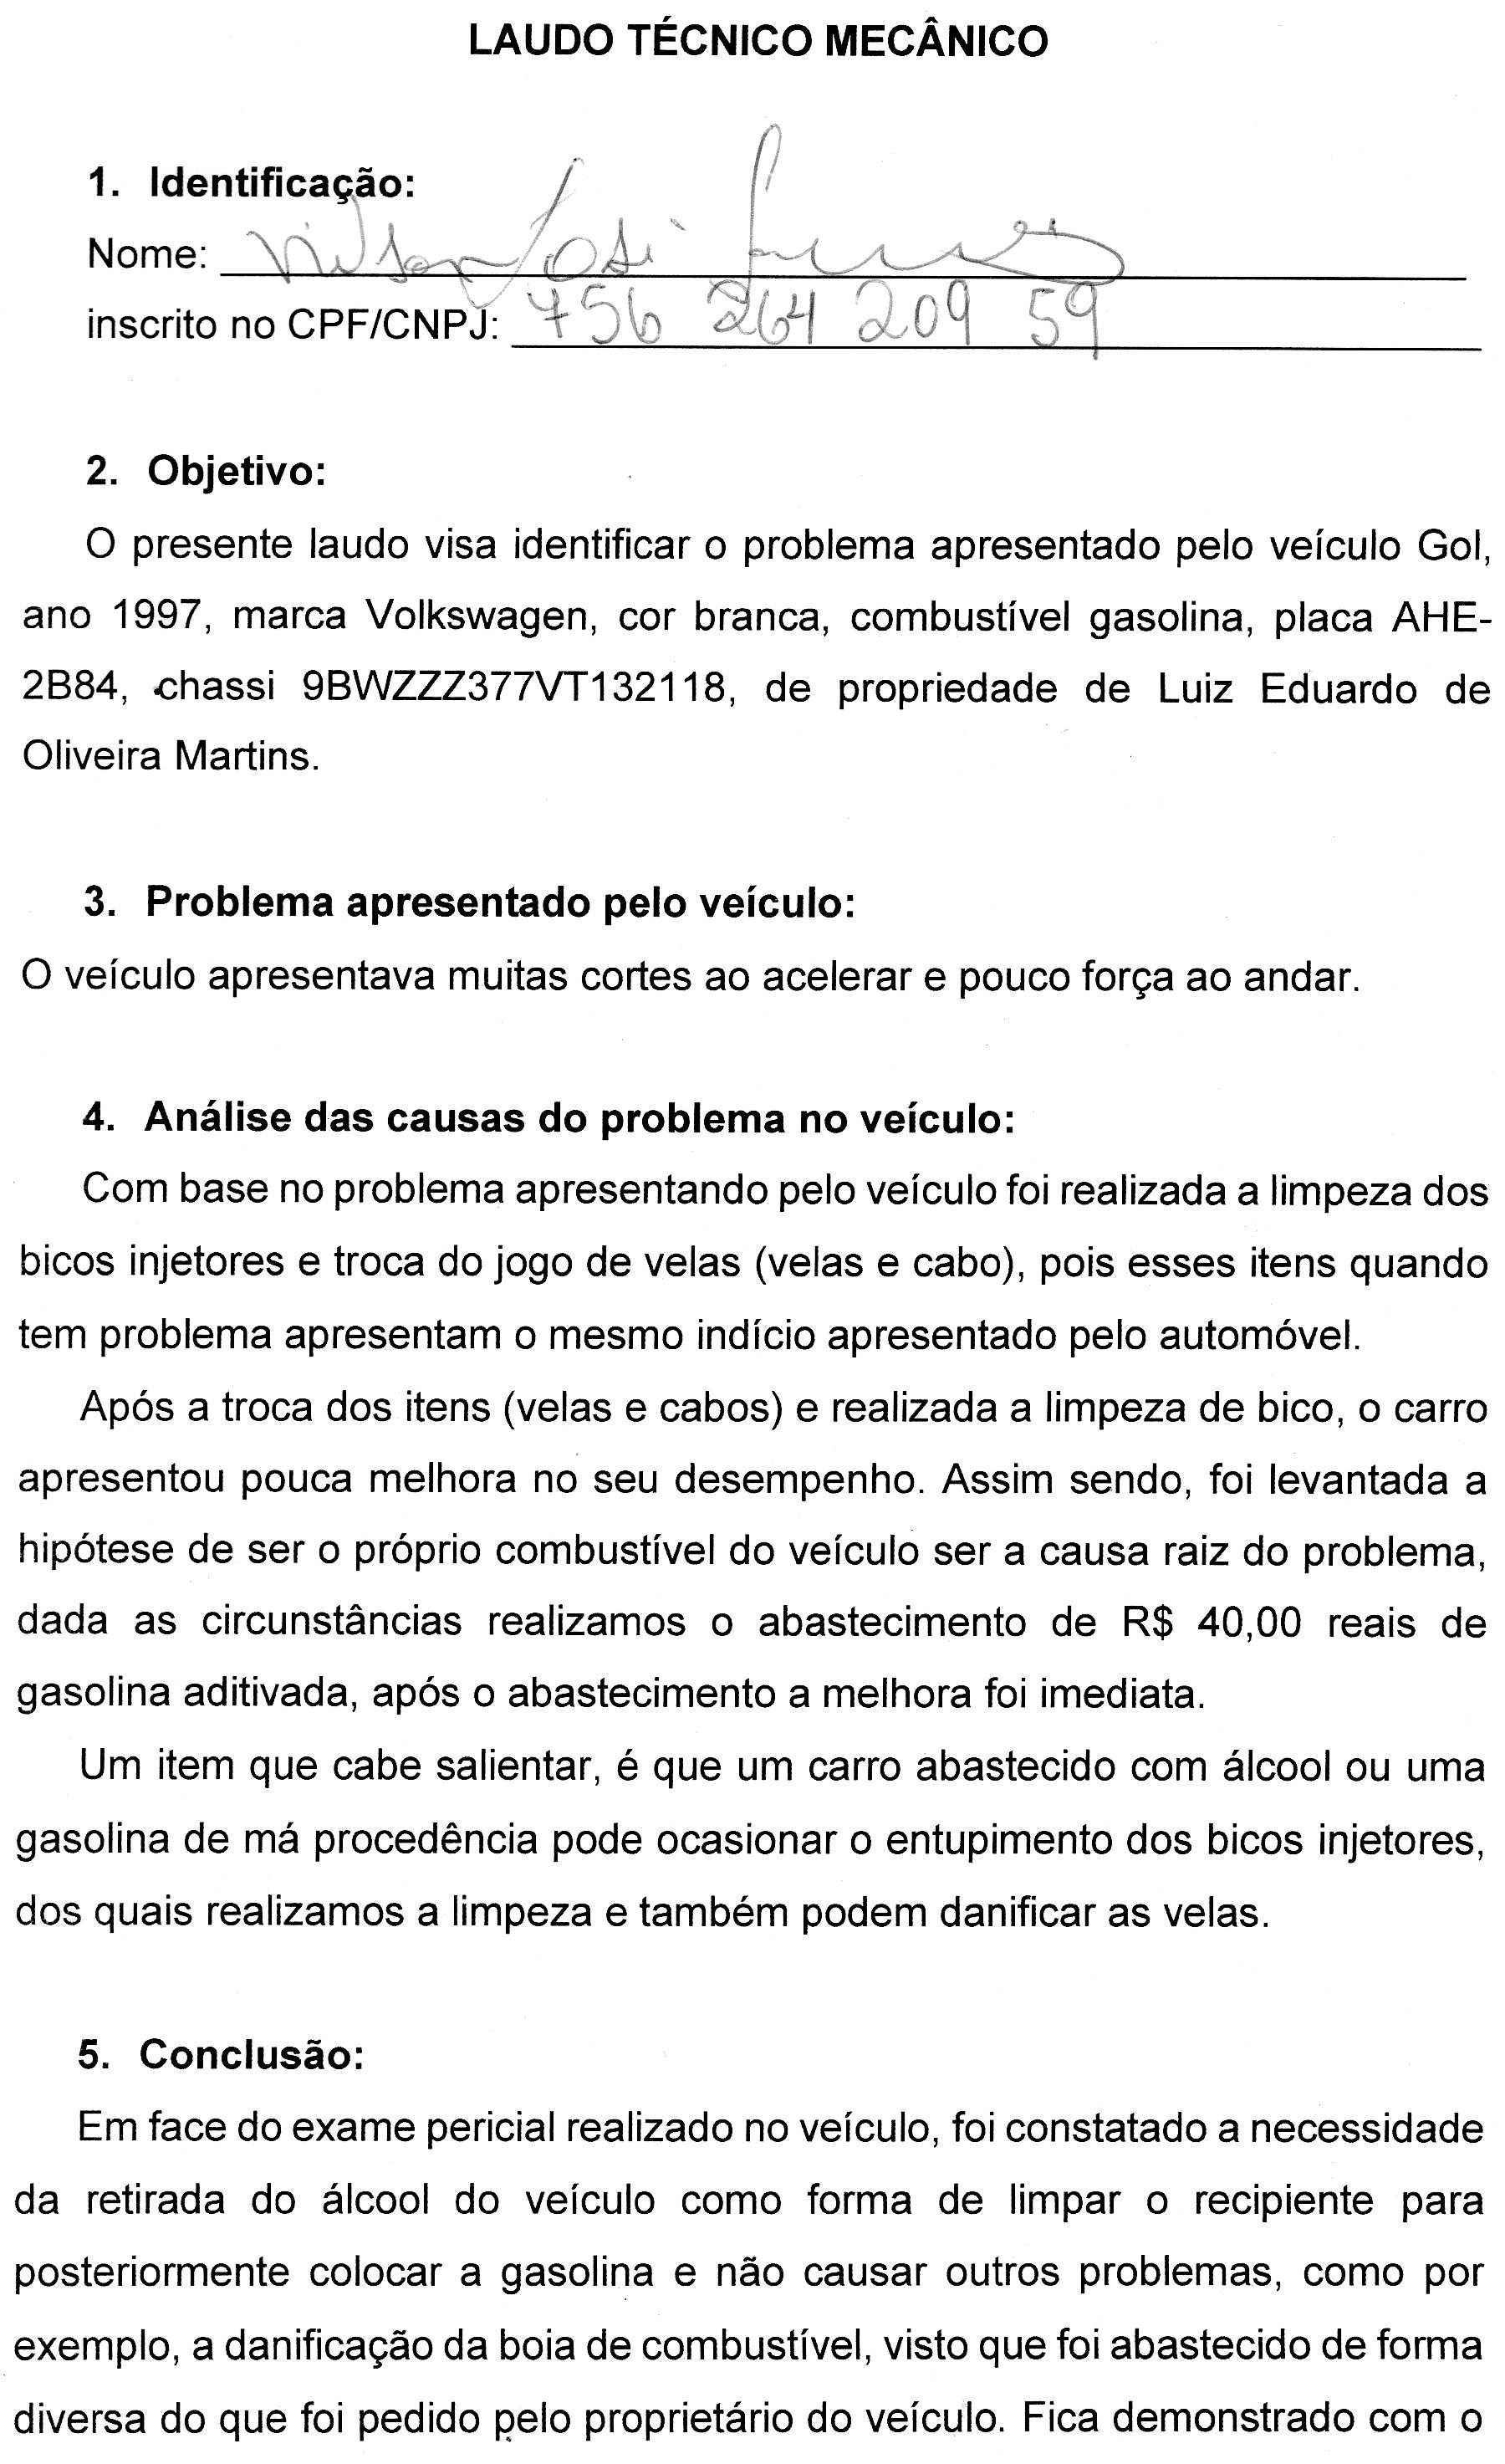 LAUDO TÉCNICO MECÂNICO
1. Identificação:
Nome: Vilson José
inscrito no CPF/CNPJ: 756 264 209 59
2. Objetivo:
O presente laudo visa identificar o problema apresentado pelo veículo Gol,
ano 1997, marca Volkswagen, cor branca, combustível gasolina, placa AHE-
2B84, chassi 9BWZZZ377VT132118, de propriedade de Luiz Eduardo de
Oliveira Martins.
3. Problema apresentado pelo veículo:
O veículo apresentava muitas cortes ao acelerar e pouco força ao andar.
4. Análise das causas do problema no veículo:
Com base no problema apresentando pelo veículo foi realizada a limpeza dos
bicos injetores e troca do jogo de velas (velas e cabo), pois esses itens quando
tem problema apresentam o mesmo indício apresentado pelo automóvel.
Após a troca dos itens (velas e cabos) e realizada a limpeza de bico, o carro
apresentou pouca melhora no seu desempenho. Assim sendo, foi levantada a
hipótese de ser o próprio combustível do veículo ser a causa raiz do problema,
dada as circunstâncias realizamos o abastecimento de R$ 40,00 reais de
gasolina aditivada, após o abastecimento a melhora foi imediata.
Um item que cabe salientar, é que um carro abastecido com álcool ou uma
gasolina de má procedência pode ocasionar o entupimento dos bicos injetores,
dos quais realizamos a limpeza e também podem danificar as velas.
5. Conclusão:
Em face do exame pericial realizado no veículo, foi constatado a necessidade
da retirada do álcool do veículo como forma de limpar o recipiente para
posteriormente colocar a gasolina e não causar outros problemas, como por
exemplo, a danificação da boia de combustível, visto que foi abastecido de forma
diversa do que foi pedido pelo proprietário do veículo. Fica demonstrado com o